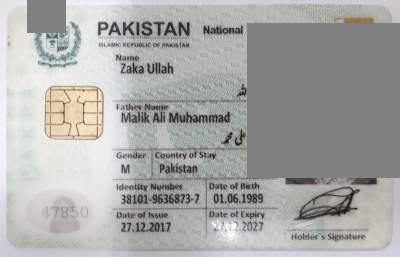 PAKISTAN National
ISLAMIC REPUBLIC OF PAKISTAN
Name
Zaka Ullah
Father Name
Malik Ali Muhammad
علی محمد
Gender Country of Stay
M Pakistan
Identity Number Date of Birth
38101-9636873-7 01.06.1989
47850
Date of Issue Date of Expiry
27.12.2017 27.12.2027
Holder's Signature